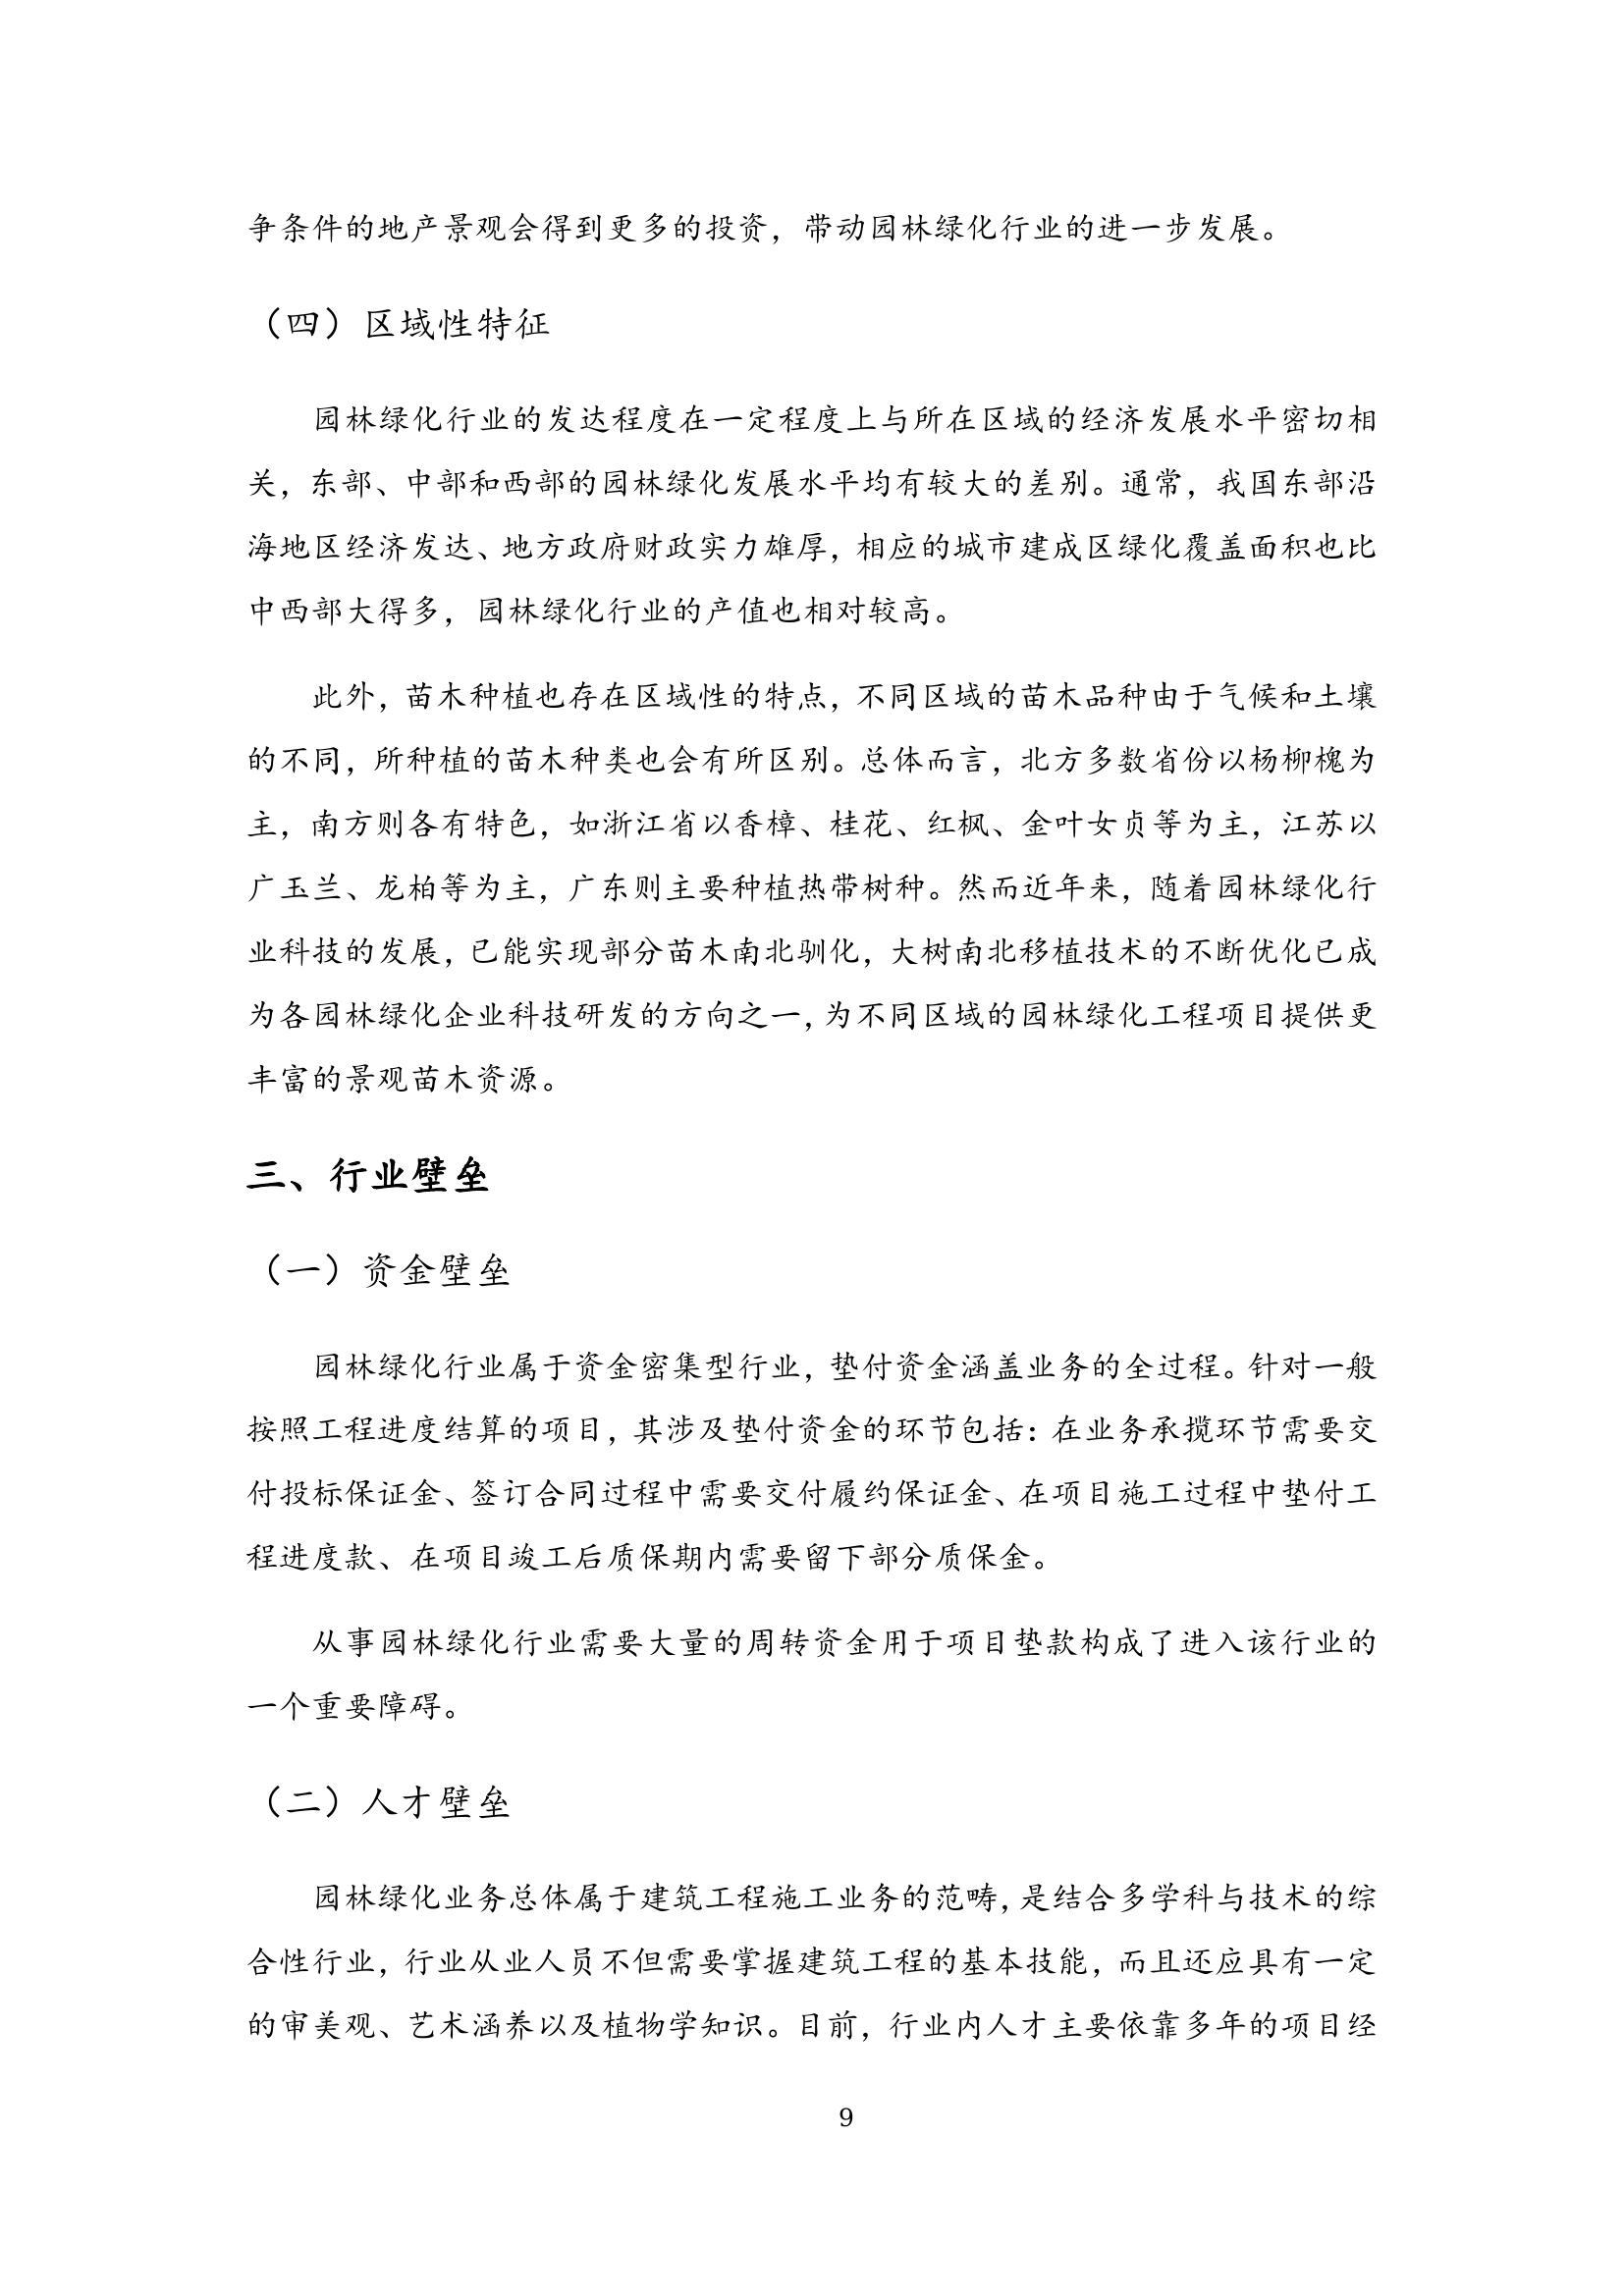 争条件的地产景观会得到更多的投资，带动园林绿化行业的进一步发展。
（四）区域性特征
园林绿化行业的发达程度在一定程度上与所在区域的经济发展水平密切相
关，东部、中部和西部的园林绿化发展水平均有较大的差别。通常，我国东部沿
海地区经济发达、地方政府财政实力雄厚，相应的城市建成区绿化覆盖面积也比
中西部大得多，园林绿化行业的产值也相对较高。
此外，苗木种植也存在区域性的特点，不同区域的苗木品种由于气候和土壤
的不同，所种植的苗木种类也会有所区别。总体而言，北方多数省份以杨柳槐为
主，南方则各有特色，如浙江省以香樟、桂花、红枫、金叶女贞等为主，江苏以
广玉兰、龙柏等为主，广东则主要种植热带树种。然而近年来，随着园林绿化行
业科技的发展，已能实现部分苗木南北驯化，大树南北移植技术的不断优化已成
为各园林绿化企业科技研发的方向之一，为不同区域的园林绿化工程项目提供更
丰富的景观苗木资源。
三、行业壁垒
（一）资金壁垒
园林绿化行业属于资金密集型行业，垫付资金涵盖业务的全过程。针对一般
按照工程进度结算的项目，其涉及垫付资金的环节包括：在业务承揽环节需要交
付投标保证金、签订合同过程中需要交付履约保证金、在项目施工过程中垫付工
程进度款、在项目竣工后质保期内需要留下部分质保金。
从事园林绿化行业需要大量的周转资金用于项目垫款构成了进入该行业的
一个重要障碍。
（二）人才壁垒
园林绿化业务总体属于建筑工程施工业务的范畴，是结合多学科与技术的综
合性行业，行业从业人员不但需要掌握建筑工程的基本技能，而且还应具有一定
的审美观、艺术涵养以及植物学知识。目前，行业内人才主要依靠多年的项目经
9